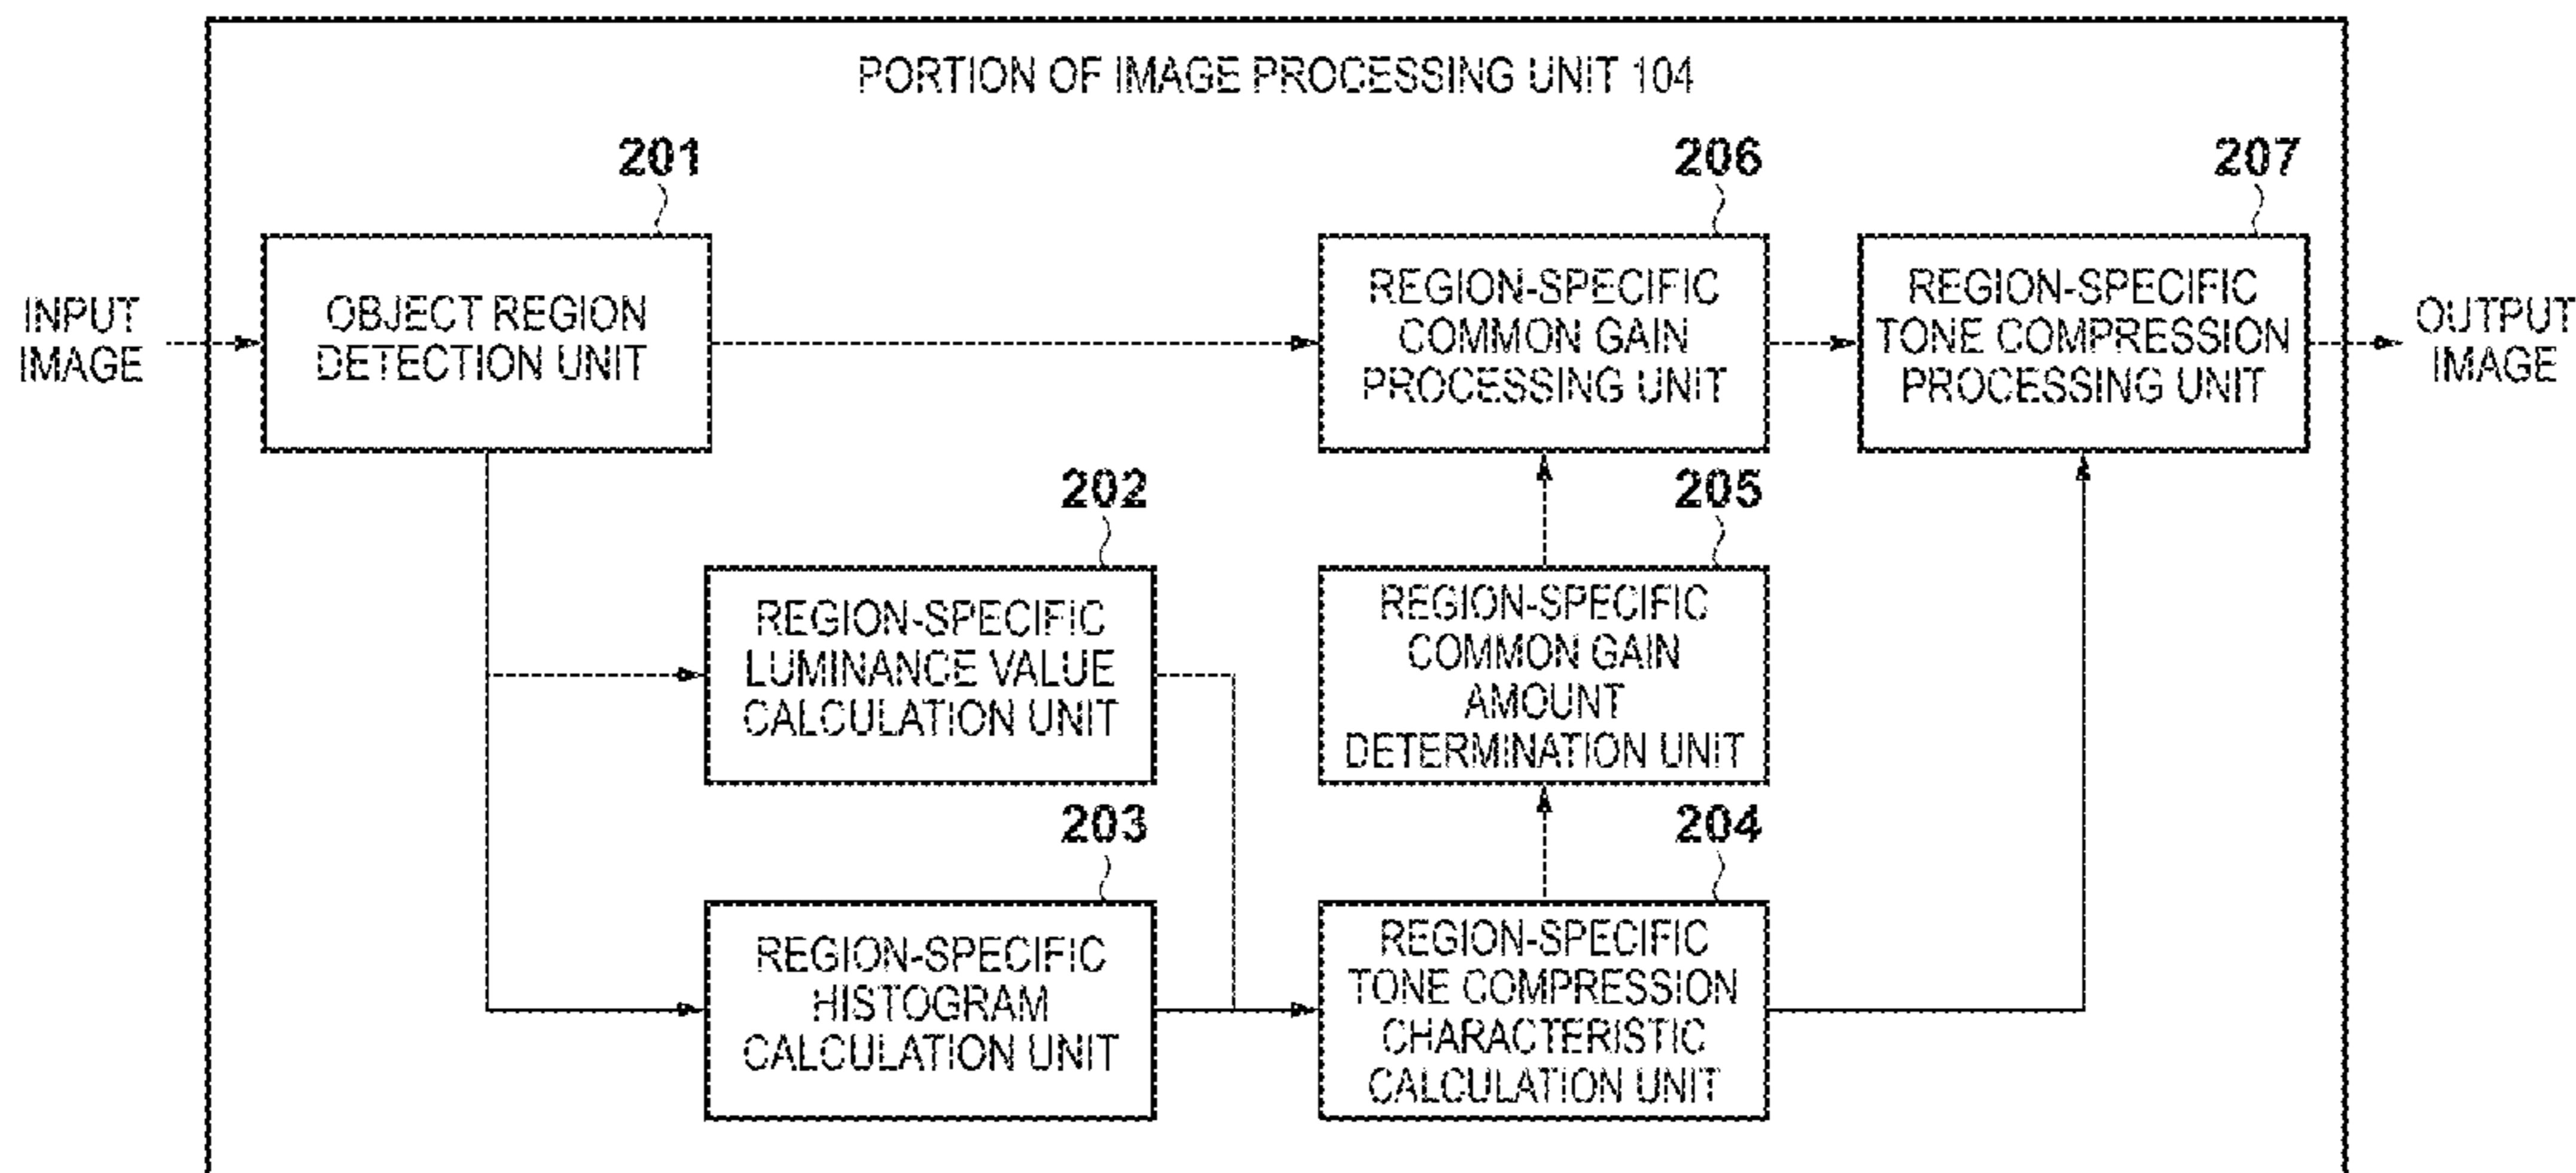 PORTION OF IMAGE PROCESSING UNIT 104
201
206
207
INPUT
IMAGE
OBJECT REGION
DETECTION UNIT
REGION-SPECIFIC
COMMON GAIN
PROCESSING UNIT
REGION-SPECIFIC
TONE COMPRESSION
PROCESSING UNIT
OUTPUT
IMAGE
202
205
REGION-SPECIFIC
LUMINANCE VALUE
CALCULATION UNIT
REGION-SPECIFIC
COMMON GAIN
AMOUNT
DETERMINATION UNIT
203
204
REGION-SPECIFIC
HISTOGRAM
CALCULATION UNIT
REGION-SPECIFIC
TONE COMPRESSION
CHARACTERISTIC
CALCULATION UNIT